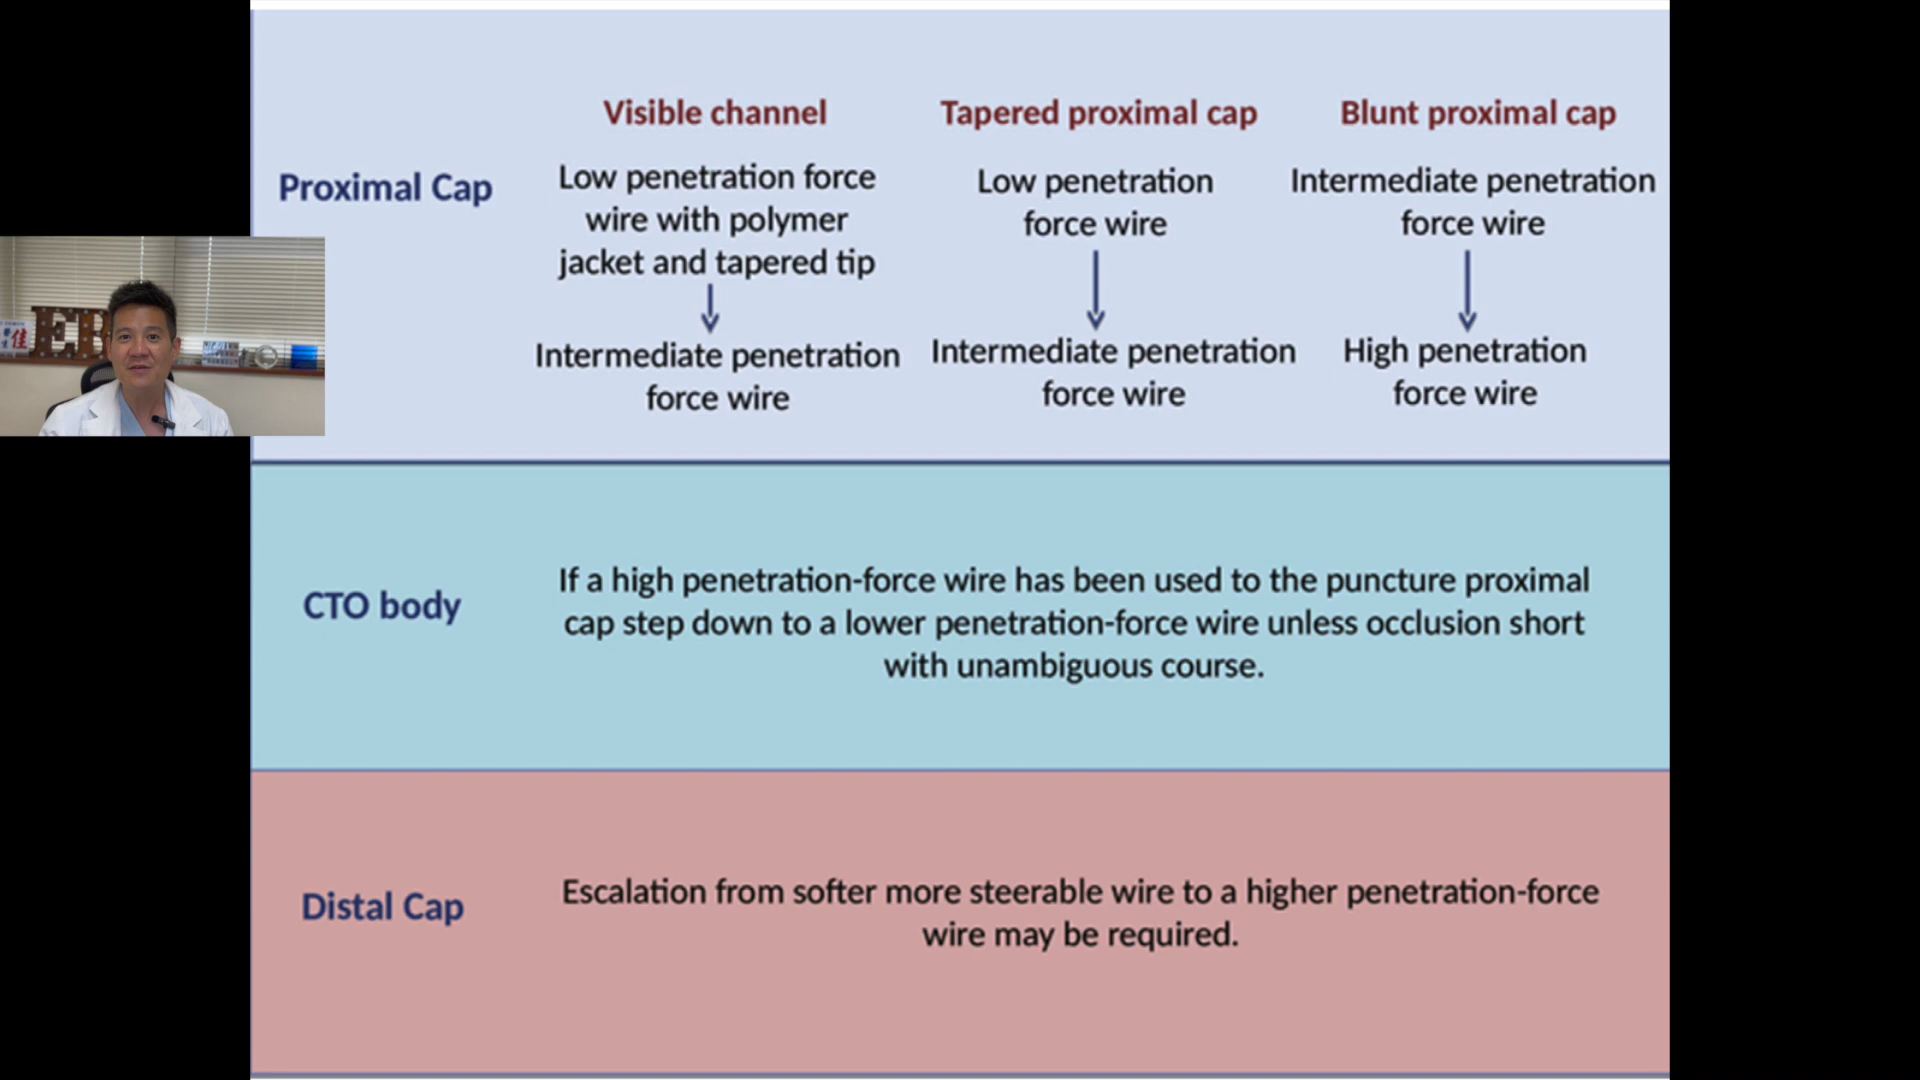 Visible channel
Tapered proximal cap
Blunt proximal cap
Proximal Cap
Low penetration force
wire with polymer
jacket and tapered tip
Intermediate penetration
force wire
Low penetration
force wire
Intermediate penetration
force wire
Intermediate penetration
force wire
High penetration
force wire
EB
佳
CTO body
If a high penetration-force wire has been used to the puncture proximal
cap step down to a lower penetration-force wire unless occlusion short
with unambiguous course.
Distal Cap
Escalation from softer more steerable wire to a higher penetration-force
wire may be required.